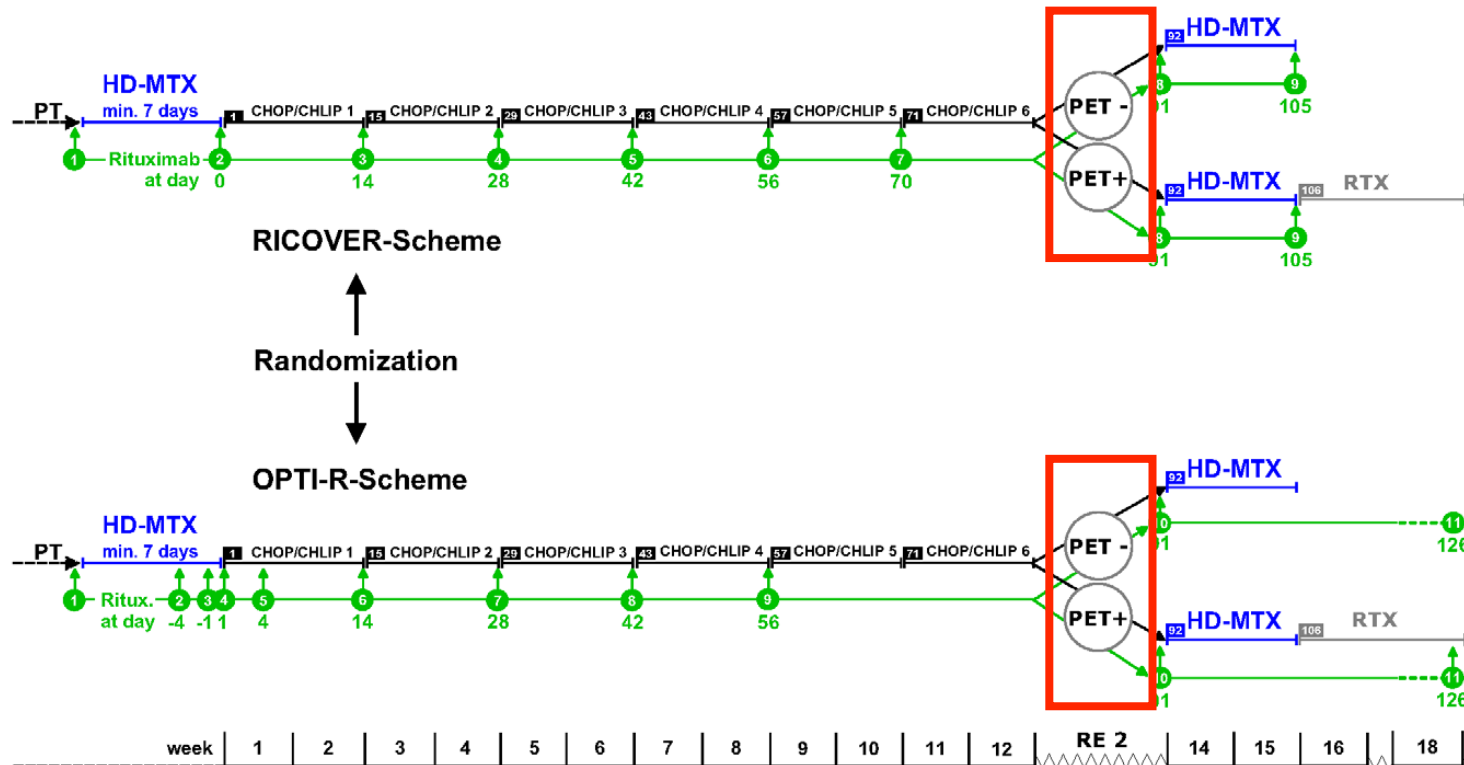 HD-MTX
92
HD-MTX
min. 7 days
PET -
8
9
91
105
PT
1 CHOP/CHLIP 1
15 CHOP/CHLIP 2
29 CHOP/CHLIP 3
43 CHOP/CHLIP 4
57 CHOP/CHLIP 5
71 CHOP/CHLIP 6
1 Rituximab 2 3 4 5 6 7
at day 0 14 28 42 56 70
PET+
92
HD-MTX
106 RTX
8
9
91
105
RICOVER-Scheme
Randomization
OPTI-R-Scheme
92
HD-MTX
HD-MTX
min. 7 days
PET -
10
11
91
126
PT
1 CHOP/CHLIP 1
15 CHOP/CHLIP 2
29 CHOP/CHLIP 3
43 CHOP/CHLIP 4
57 CHOP/CHLIP 5
71 CHOP/CHLIP 6
1 Ritux. 2 3 4 5 6 7 8 9
at day -4 -1 1 4 14 28 42 56
PET+
92
HD-MTX
106 RTX
10
11
91
126
week 1 2 3 4 5 6 7 8 9 10 11 12 RE 2 14 15 16 18